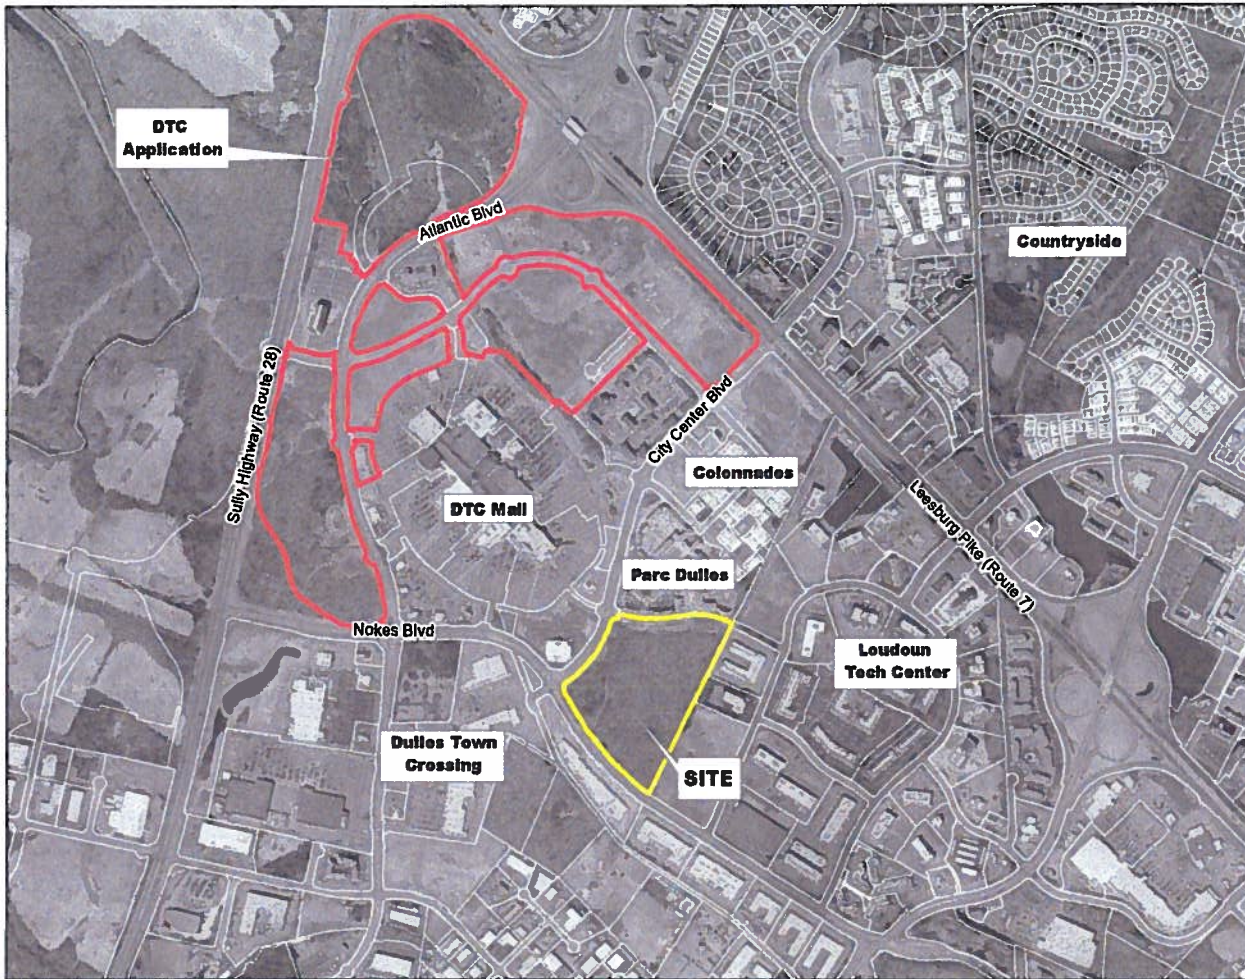 DTC
Application
Atlantic Blvd
Countryside
Sully Highway (Route 28)
City Center Blvd
Colonnades
DTC Mall
Leesburg Pike (Route 7)
Parc Dulles
Nokes Blvd
Loudoun
Tech Center
Dulles Town
Crossing
SITE